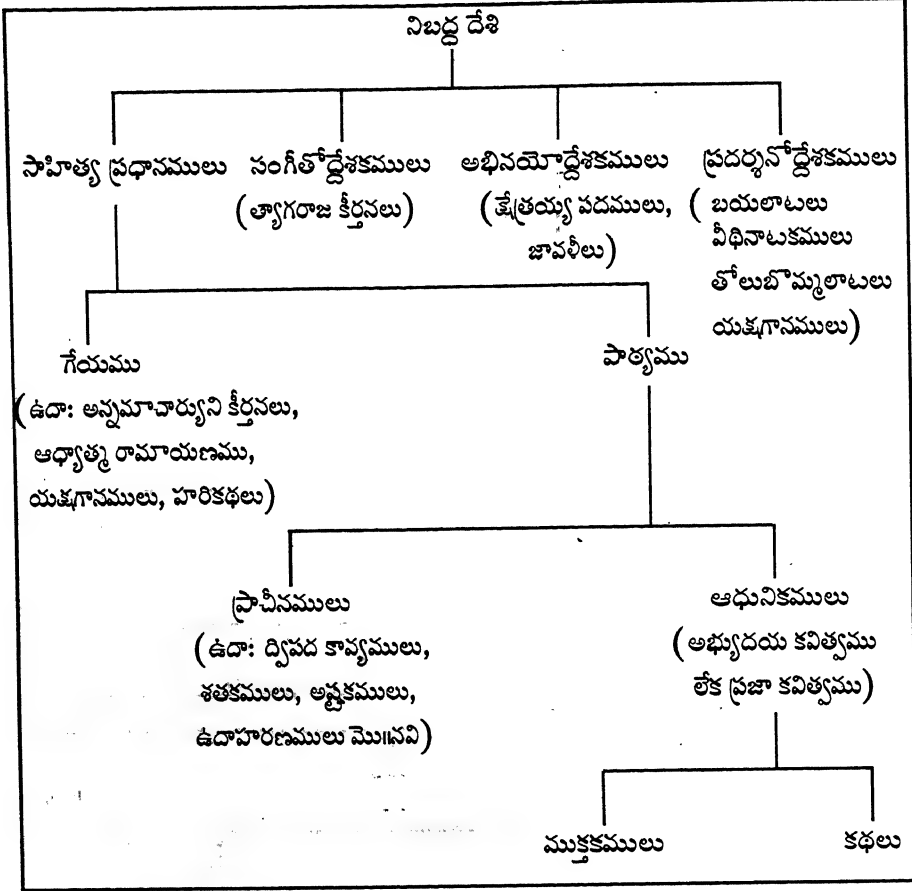 నిబద్ధ దేశి
సాహిత్య ప్రధానములు
సంగీతోద్దేశకములు
(త్యాగరాజ కీర్తనలు)
అభినయోద్దేశకములు
(క్షేత్రయ్య పదములు,
జావళీలు)
ప్రదర్శనోద్దేశకములు
(బయలాటలు
వీథినాటకములు
తోలుబొమ్మలాటలు
యక్షగానములు)
గేయము
(ఉదా: అన్నమాచార్యుని కీర్తనలు,
ఆధ్యాత్మ రామాయణము,
యక్షగానములు, హరికథలు)
పాఠ్యము
ప్రాచీనములు
(ఉదా: ద్విపద కావ్యములు,
శతకములు, అష్టకములు,
ఉదాహరణములు మొ॥నవి)
ఆధునికములు
(అభ్యుదయ కవిత్వము
లేక ప్రజా కవిత్వము)
ముక్తకములు
కథలు